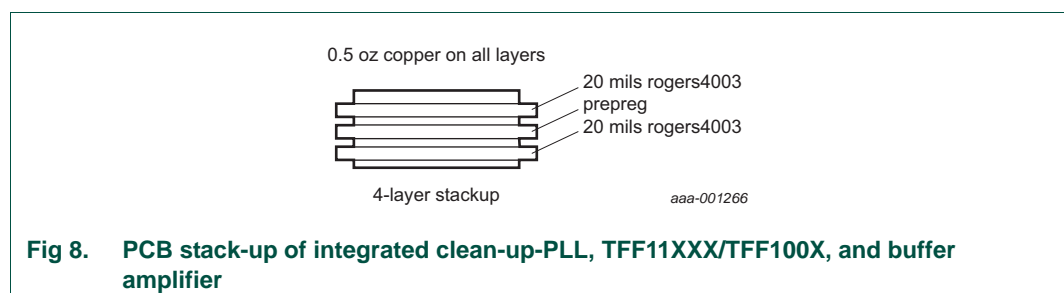 0.5 oz copper on all layers
20 mils rogers4003
prepreg
20 mils rogers4003
4-layer stackup
aaa-001266
Fig 8. PCB stack-up of integrated clean-up-PLL, TFF11XXX/TFF100X, and buffer
amplifier